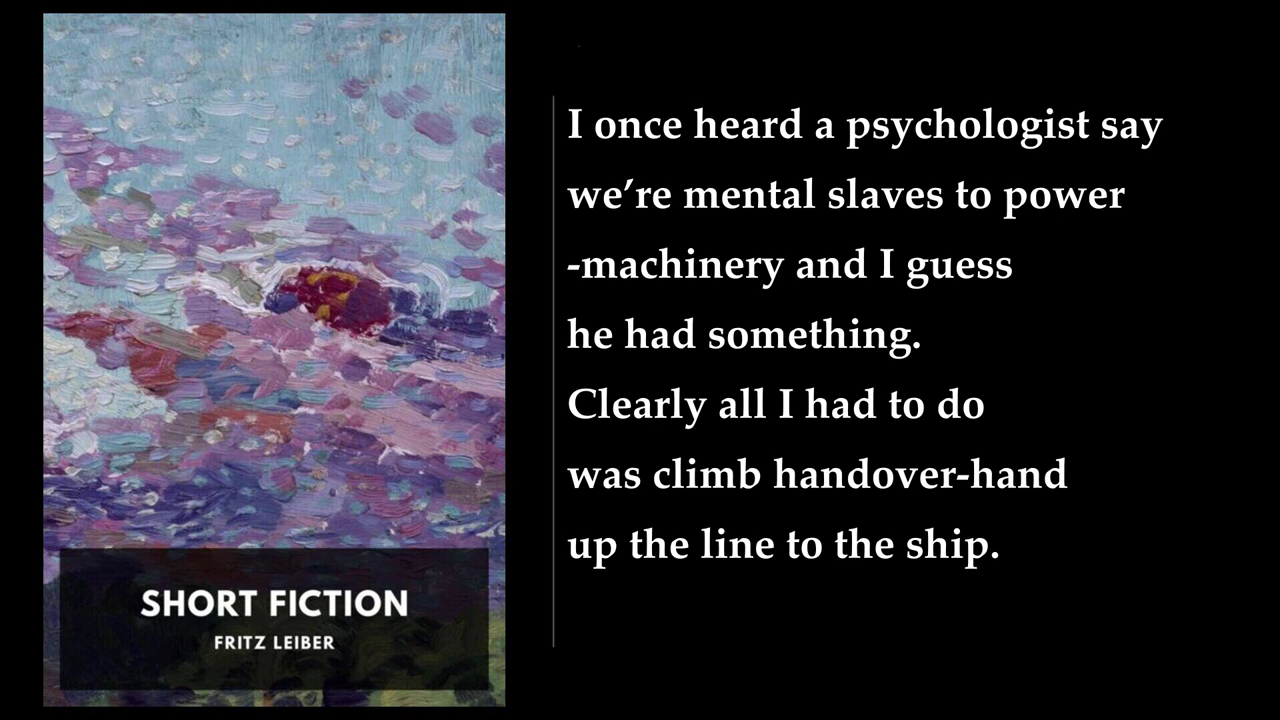 SHORT FICTION
FRITZ LEIBER
I once heard a psychologist say
we’re mental slaves to power
-machinery and I guess
he had something.
Clearly all I had to do
was climb handover-hand
up the line to the ship.